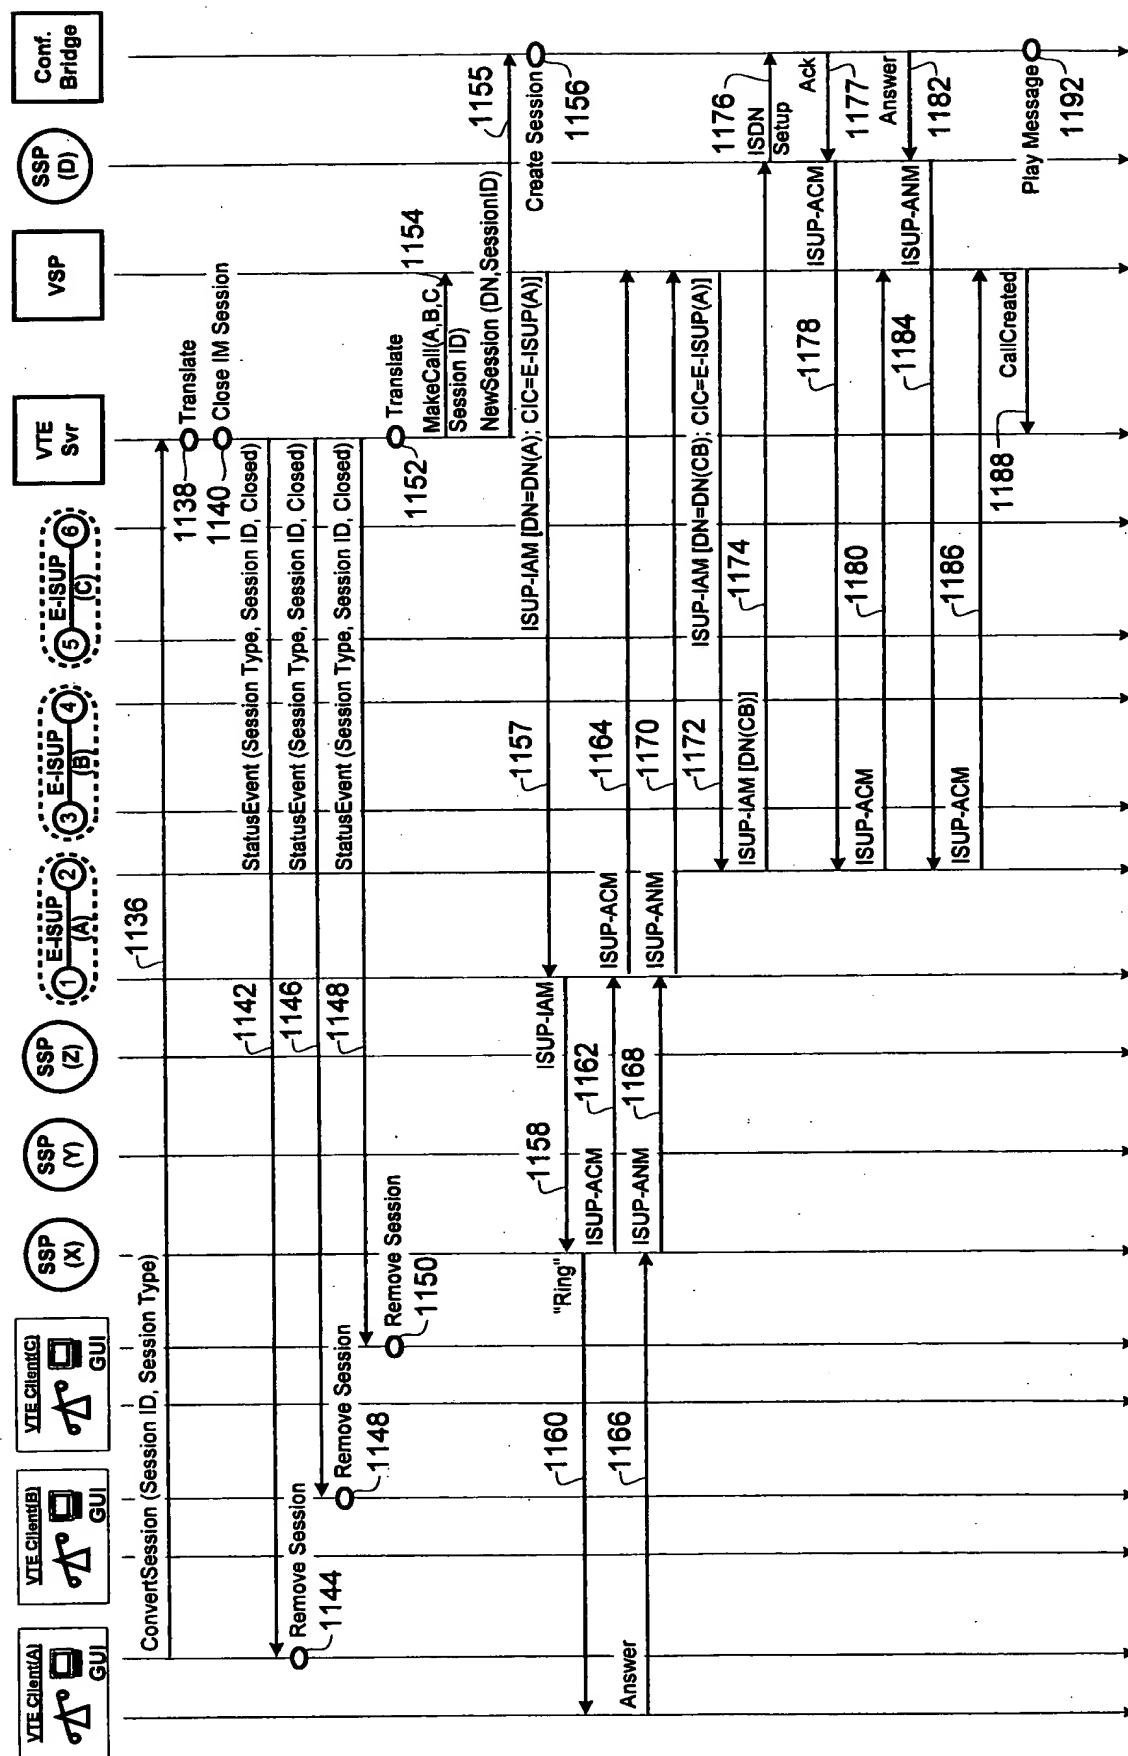 VTE Client(A)
GUI
VTE Client(B)
GUI
VTE Client(C)
GUI
SSP
(X)
SSP
(Y)
SSP
(Z)
1
E-ISUP
(A)
2
3
E-ISUP
(B)
4
5
E-ISUP
(C)
6
VTE
Svr
VSP
SSP
(D)
Conf.
Bridge
ConvertSession (Session ID, Session Type)
1136
1138
Translate
1140
Close IM Session
1142
StatusEvent (Session Type, Session ID, Closed)
Remove Session
1144
1146
StatusEvent (Session Type, Session ID, Closed)
Remove Session
1148
1148
StatusEvent (Session Type, Session ID, Closed)
Remove Session
1150
Translate
1152
MakeCall(A,B,C,
Session ID)
1154
NewSession (DN,SessionID)
1155
Create Session
1156
ISUP-IAM [DN=DN(A); CIC=E-ISUP(A)]
1157
ISUP-IAM
1158
"Ring"
1160
ISUP-ACM
1162
ISUP-ACM
1164
Answer
1166
ISUP-ANM
1168
ISUP-ANM
1170
ISUP-IAM [DN=DN(CB); CIC=E-ISUP(A)]
1172
ISUP-IAM [DN(CB)]
1174
ISDN
Setup
1176
Ack
1177
ISUP-ACM
1178
ISUP-ACM
1180
Answer
1182
ISUP-ANM
1184
ISUP-ACM
1186
CallCreated
1188
Play Message
1192